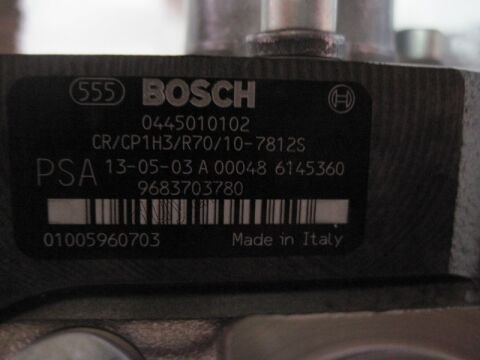 555 BOSCH
0445010102
CR/CP1H3/R70/10-7812S
PSA 13-05-03 A 00048 6145360
9683703780
01005960703 Made in Italy